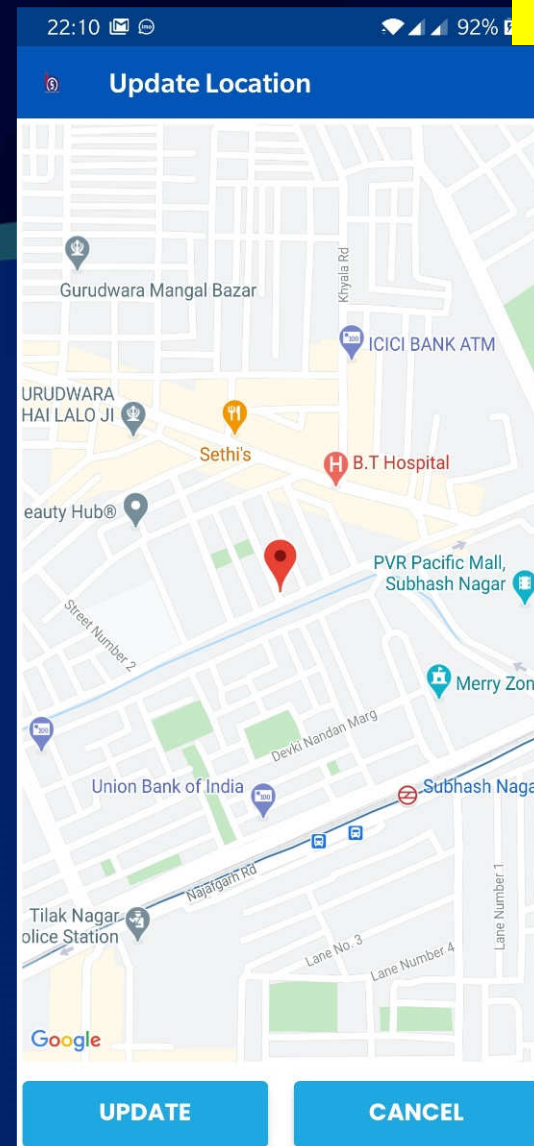 22:10
92%
Update Location
Gurudwara Mangal Bazar
Khyala Rd
ICICI BANK ATM
URUDWARA
HAI LALO JI
Sethi's
B.T Hospital
eauty Hub®
PVR Pacific Mall,
Subhash Nagar
Street Number 2
Merry Zon
Devki Nandan Marg
Union Bank of India
Subhash Naga
Najafgarh Rd
Lane Number 1
Tilak Nagar
olice Station
Lane No. 3
Lane Number 4
Google
UPDATE
CANCEL